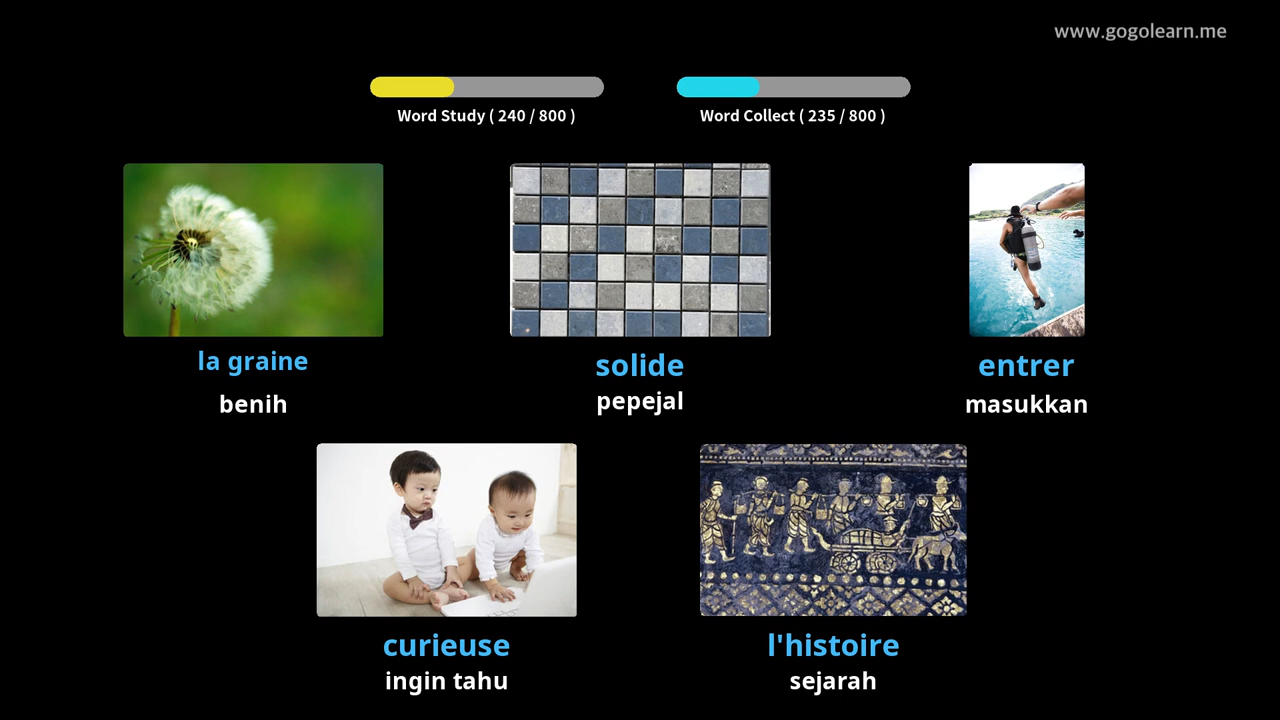 www.gogolearn.me
Word Study ( 240 / 800 )
Word Collect ( 235 / 800 )
la graine
benih
solide
pepejal
entrer
masukkan
curieuse
ingin tahu
l'histoire
sejarah